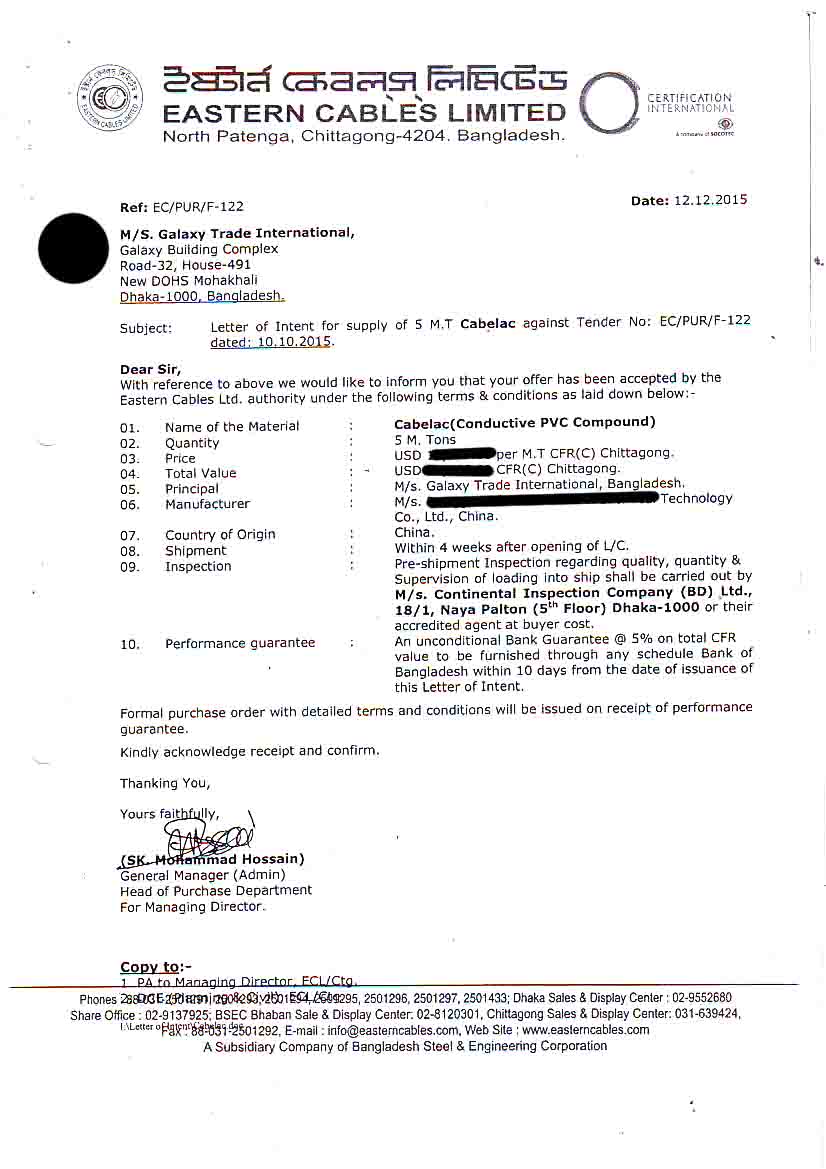 ইস্টার্ন কেবলস লিমিটেড
EASTERN CABLES LIMITED
North Patenga, Chittagong-4204. Bangladesh.
CERTIFICATION
INTERNATIONAL
A company of SOCOTEC
Ref: EC/PUR/F-122
Date: 12.12.2015
M/S. Galaxy Trade International,
Galaxy Building Complex
Road-32, House-491
New DOHS Mohakhali
Dhaka-1000, Bangladesh.
Subject: Letter of Intent for supply of 5 M.T Cabelac against Tender No: EC/PUR/F-122
dated: 10.10.2015.
Dear Sir,
With reference to above we would like to inform you that your offer has been accepted by the
Eastern Cables Ltd. authority under the following terms & conditions as laid down below:-
01. Name of the Material : Cabelac(Conductive PVC Compound)
02. Quantity : 5 M. Tons
03. Price : USD per M.T CFR(C) Chittagong.
04. Total Value : - USD CFR(C) Chittagong.
05. Principal : M/s. Galaxy Trade International, Bangladesh.
06. Manufacturer : M/s. Technology
Co., Ltd., China.
07. Country of Origin : China.
08. Shipment : Within 4 weeks after opening of L/C.
09. Inspection : Pre-shipment Inspection regarding quality, quantity &
Supervision of loading into ship shall be carried out by
M/s. Continental Inspection Company (BD) Ltd.,
18/1, Naya Palton (5th Floor) Dhaka-1000 or their
accredited agent at buyer cost.
10. Performance guarantee : An unconditional Bank Guarantee @ 5% on total CFR
value to be furnished through any schedule Bank of
Bangladesh within 10 days from the date of issuance of
this Letter of Intent.
Formal purchase order with detailed terms and conditions will be issued on receipt of performance
guarantee.
Kindly acknowledge receipt and confirm.
Thanking You,
Yours faithfully,
(SK. Mohammad Hossain)
General Manager (Admin)
Head of Purchase Department
For Managing Director.
Copy to:-
1 PA to Managing Director, ECL/Ctg.
Phones 2501295, 2501296, 2501297, 2501433; Dhaka Sales & Display Center : 02-9552680
Share Office : 02-9137925; BSEC Bhaban Sale & Display Center: 02-8120301, Chittagong Sales & Display Center: 031-639424,
Fax : 88-031-2501292, E-mail : info@easterncables.com, Web Site : www.easterncables.com
A Subsidiary Company of Bangladesh Steel & Engineering Corporation